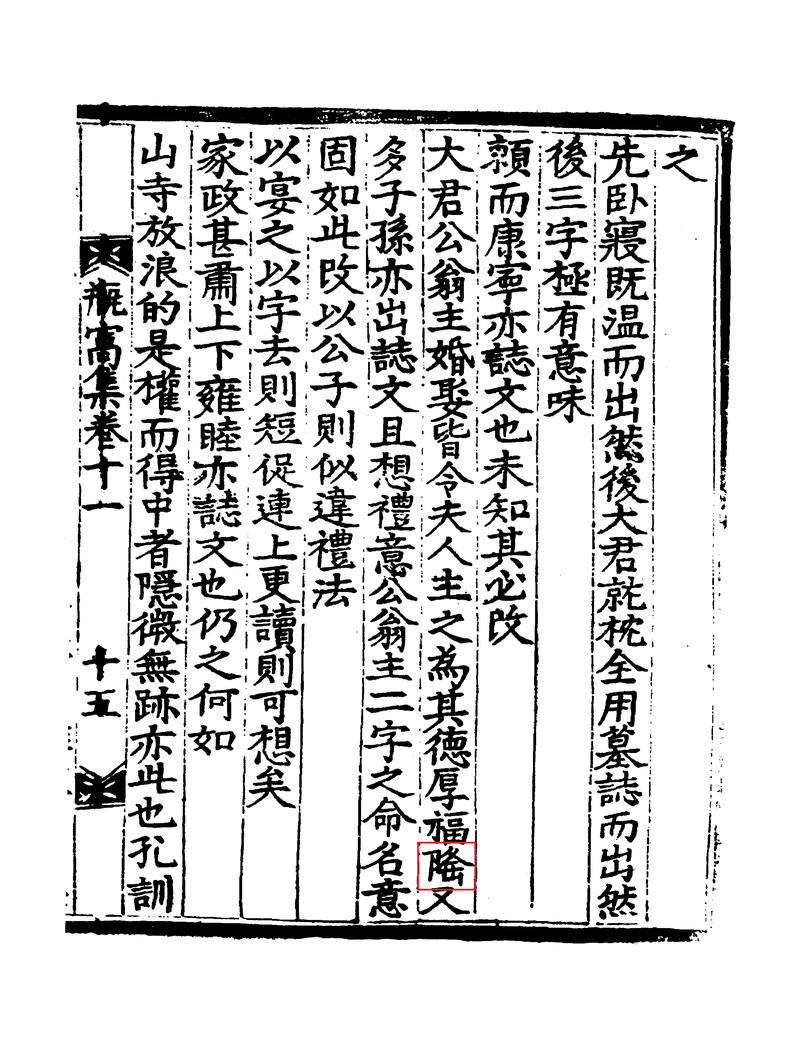 之
先卧寢既温而出然後大君就枕全用墓誌而出然
後三字極有意味
顙而康寧亦誌文也未知其必改
大君公翁主婚娶皆令夫人主之為其德厚福隆又
多子孫亦出誌文且想禮意公翁主二字之命名意
固如此改以公子則似違禮法
以宴之以字去則短促連上更讀則可想矣
家政甚肅上下雍睦亦誌文也仍之何如
山寺放浪的是權而得中者隱微無跡亦此也孔訓
窩集卷十一
十五